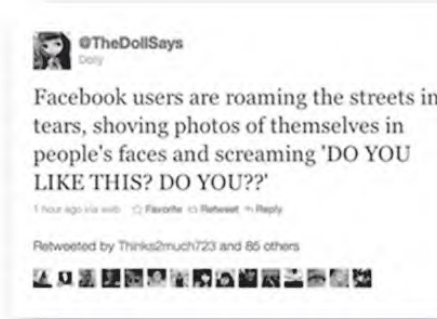 @TheDollSays
Dolly
Facebook users are roaming the streets in
tears, shoving photos of themselves in
people's faces and screaming 'DO YOU
LIKE THIS? DO YOU??'
1 hour ago via web Favorite Retweet Reply
Retweeted by Thinks2much723 and 85 others